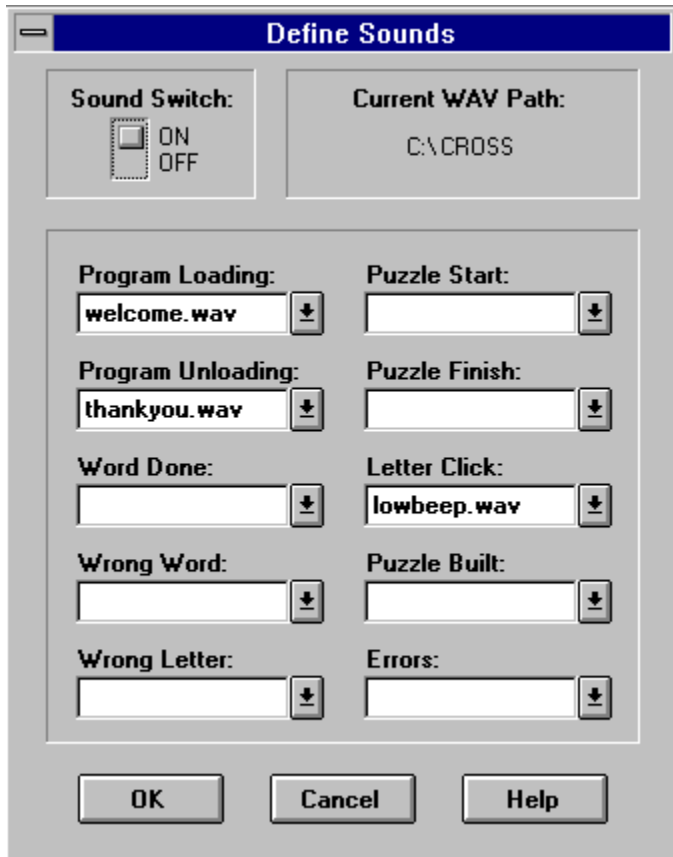 Define Sounds
Sound Switch:
ON
OFF
Current WAV Path:
C:\CROSS
Program Loading:
welcome.wav
Puzzle Start:
Program Unloading:
thankyou.wav
Puzzle Finish:
Word Done:
Letter Click:
lowbeep.wav
Wrong Word:
Puzzle Built:
Wrong Letter:
Errors:
OK
Cancel
Help